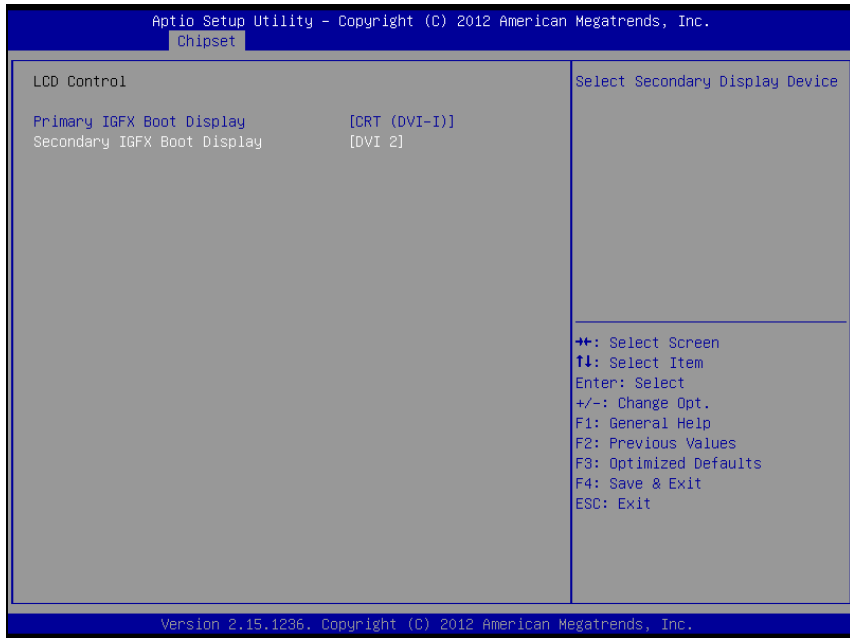 Aptio Setup Utility – Copyright (C) 2012 American Megatrends, Inc.
Chipset
LCD Control
Primary IGFX Boot Display [CRT (DVI-I)]
Secondary IGFX Boot Display [DVI 2]
Select Secondary Display Device
→←: Select Screen
↑↓: Select Item
Enter: Select
+/-: Change Opt.
F1: General Help
F2: Previous Values
F3: Optimized Defaults
F4: Save & Exit
ESC: Exit
Version 2.15.1236. Copyright (C) 2012 American Megatrends, Inc.